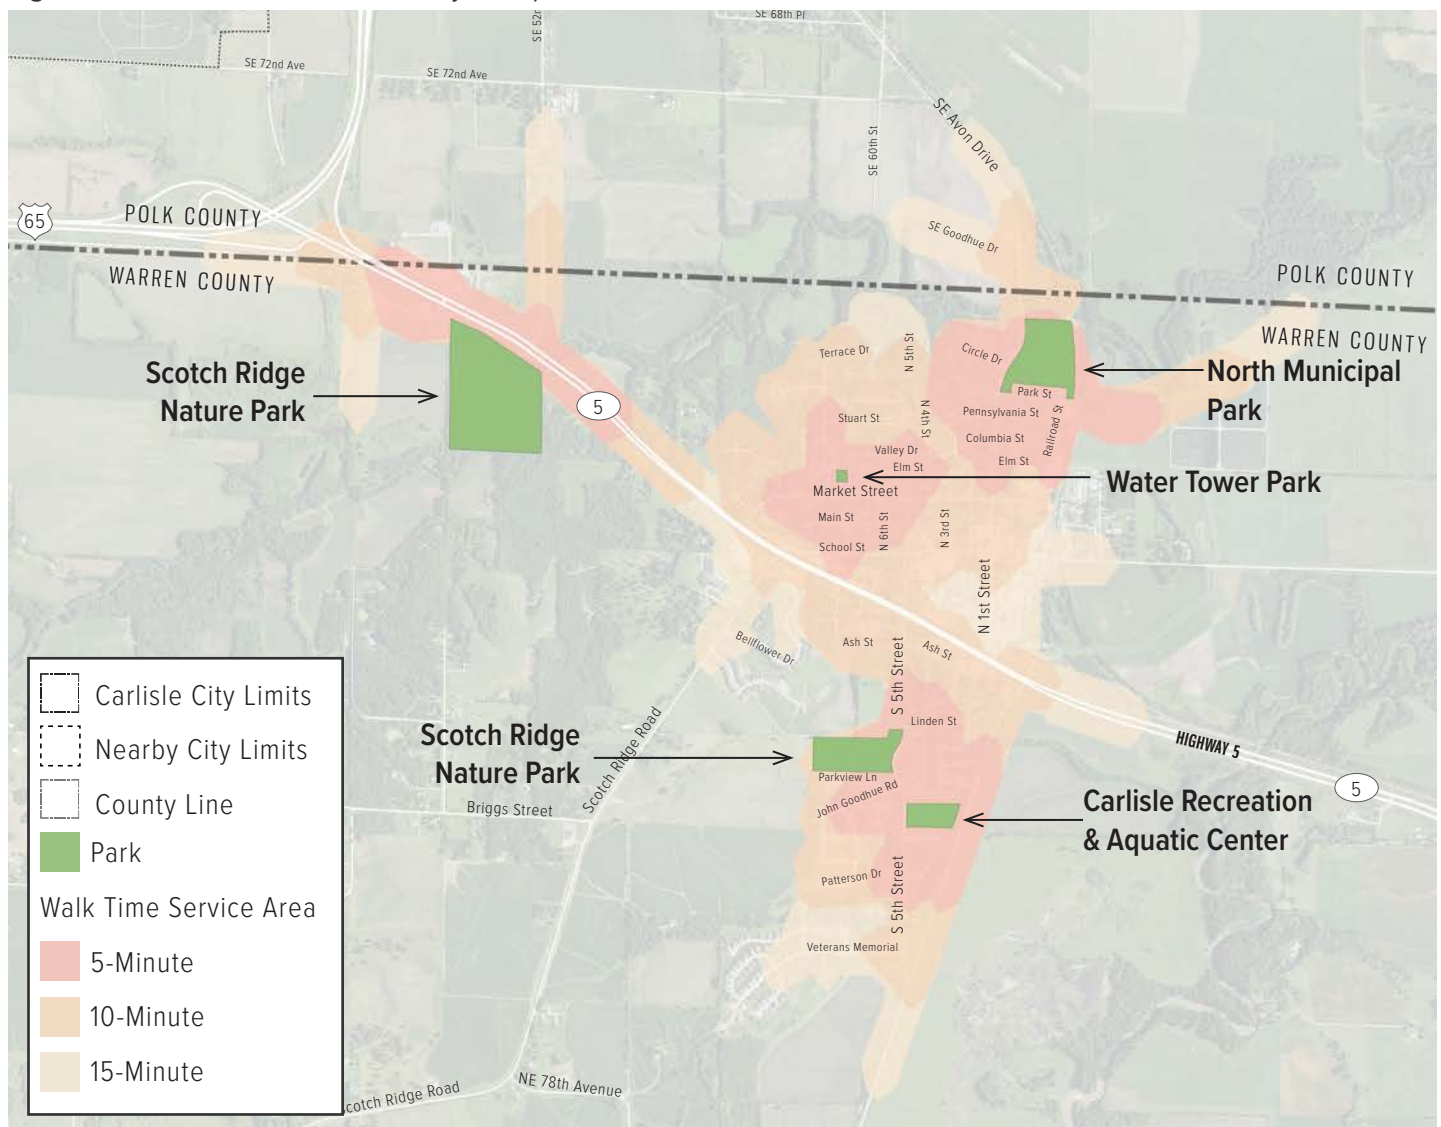 SE 68th Pl
SE 52n
SE 72nd Ave
SE 72nd Ave
SE Avon Drive
SE 60th St
65
POLK COUNTY
WARREN COUNTY
SE Goodhue Dr
POLK COUNTY
WARREN COUNTY
Scotch Ridge
Nature Park
5
Terrace Dr
N 5th St
Circle Dr
North Municipal
Park
Park St
Stuart St
N 4th St
Pennsylvania St
Railroad St
Columbia St
Valley Dr
Elm St
Elm St
Water Tower Park
Market Street
Main St
N 6th St
N 3rd St
School St
N 1st Street
Bellflower Dr
Ash St
Ash St
S 5th Street
Linden St
Scotch Ridge
Nature Park
Scotch Ridge Road
HIGHWAY 5
5
Parkview Ln
John Goodhue Rd
Briggs Street
Carlisle Recreation
& Aquatic Center
Patterson Dr
S 5th Street
Veterans Memorial
NE 78th Avenue
cotch Ridge Road
Carlisle City Limits
Nearby City Limits
County Line
Park
Walk Time Service Area
5-Minute
10-Minute
15-Minute